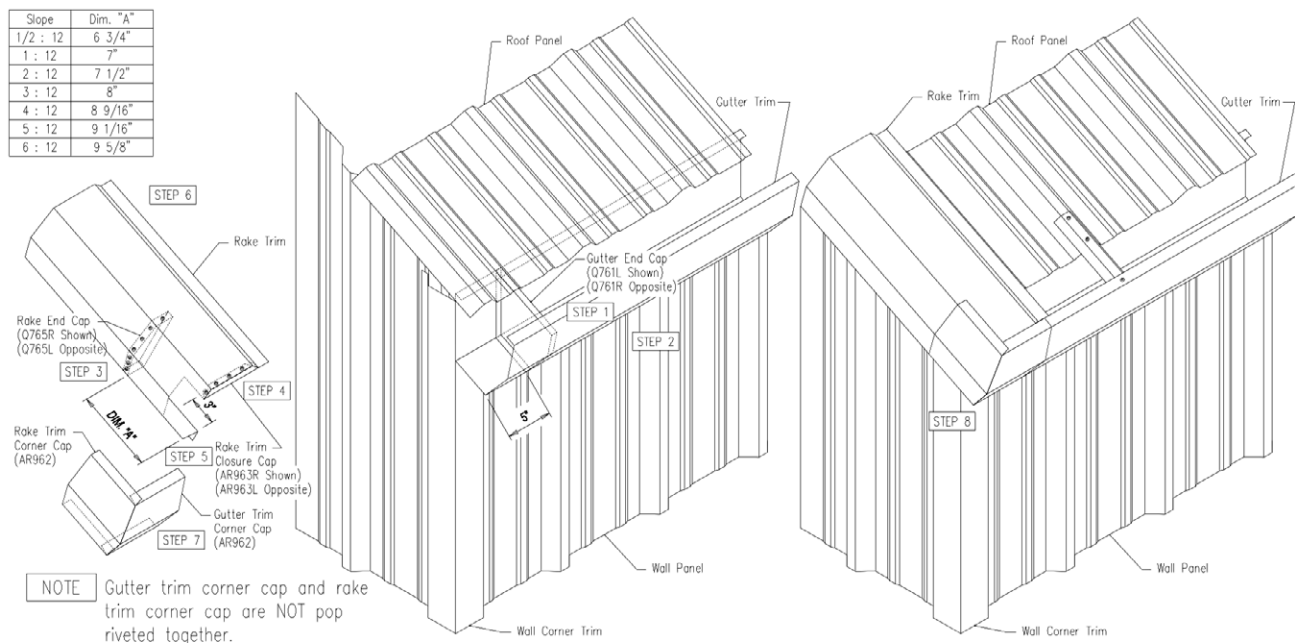 Slope Dim. "A"
1/2 : 12 6 3/4"
1 : 12 7"
2 : 12 7 1/2"
3 : 12 8"
4 : 12 8 9/16"
5 : 12 9 1/16"
6 : 12 9 5/8"
STEP 6
Rake Trim
Rake End Cap
(Q765R Shown)
(Q765L Opposite)
STEP 3
STEP 4
3"
DIM. "A"
Rake Trim
Corner Cap
(AR962)
STEP 5
Rake Trim
Closure Cap
(AR963R Shown)
(AR963L Opposite)
Gutter Trim
Corner Cap
(AR962)
STEP 7
NOTE
Gutter trim corner cap and rake
trim corner cap are NOT pop
riveted together.
Roof Panel
Gutter Trim
Gutter End Cap
(Q761L Shown)
(Q761R Opposite)
STEP 1
STEP 2
5"
Wall Panel
Wall Corner Trim
Roof Panel
Rake Trim
Gutter Trim
STEP 8
Wall Panel
Wall Corner Trim